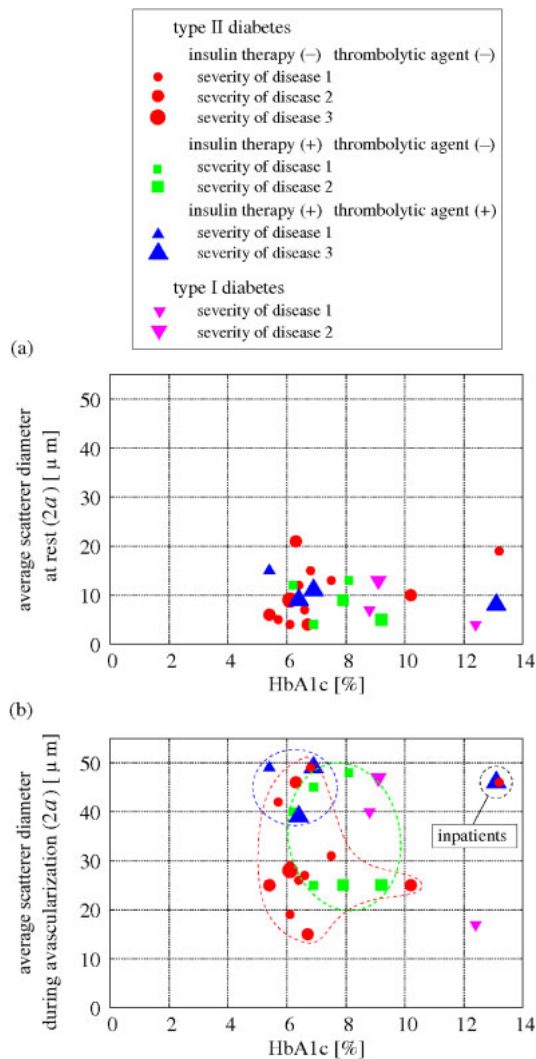 type II diabetes
insulin therapy (−) thrombolytic agent (−)
severity of disease 1
severity of disease 2
severity of disease 3
insulin therapy (+) thrombolytic agent (−)
severity of disease 1
severity of disease 2
insulin therapy (+) thrombolytic agent (+)
severity of disease 1
severity of disease 3
type I diabetes
severity of disease 1
severity of disease 2
(a)
average scatterer diameter
at rest (2a) [ μ m]
50
40
30
20
10
0
0 2 4 6 8 10 12 14
HbA1c [%]
(b)
average scatterer diameter
during avascularization (2a) [ μ m]
50
40
30
20
10
0
inpatients
0 2 4 6 8 10 12 14
HbA1c [%]